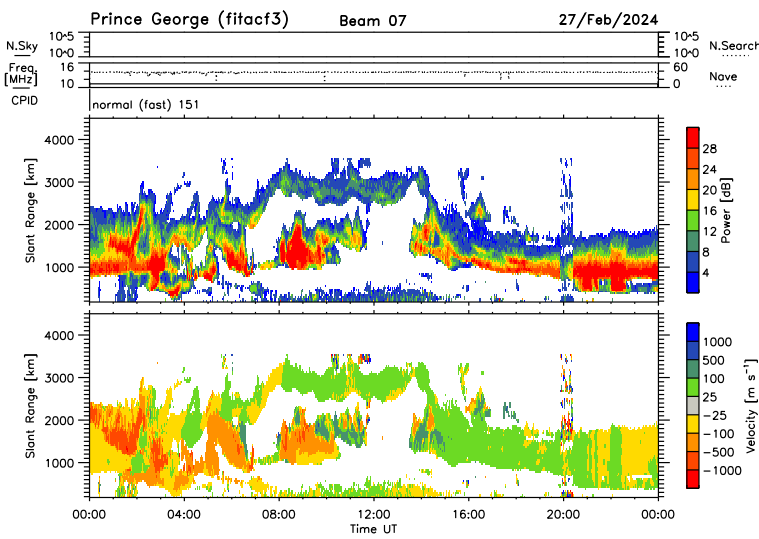 Prince George (fitacf3) Beam 07 27/Feb/2024
N.Sky 10^5 10^5 N.Search
10^0 10^0
Freq. 16 60 Nave
[MHz] 10 0
CPID normal (fast) 151
Slant Range [km]
4000
3000
2000
1000
Power [dB]
28
24
20
16
12
8
4
Slant Range [km]
4000
3000
2000
1000
Velocity [m s⁻¹]
1000
500
100
25
−25
−100
−500
−1000
00:00 04:00 08:00 12:00 16:00 20:00 00:00
Time UT